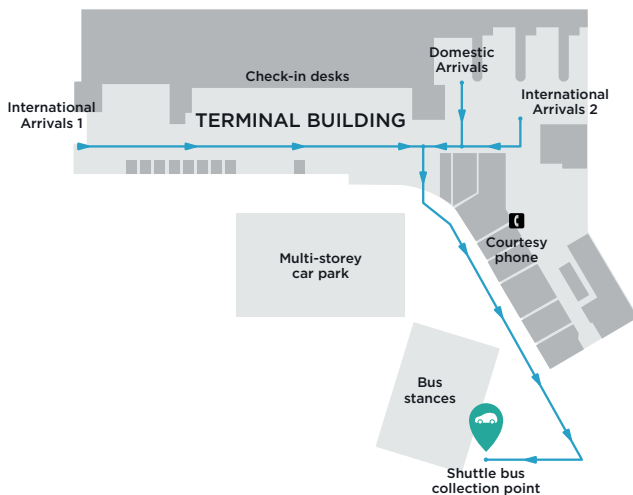 Domestic
Arrivals
Check-in desks
International
Arrivals 1
International
Arrivals 2
TERMINAL BUILDING
Courtesy
phone
Multi-storey
car park
Bus
stances
Shuttle bus
collection point